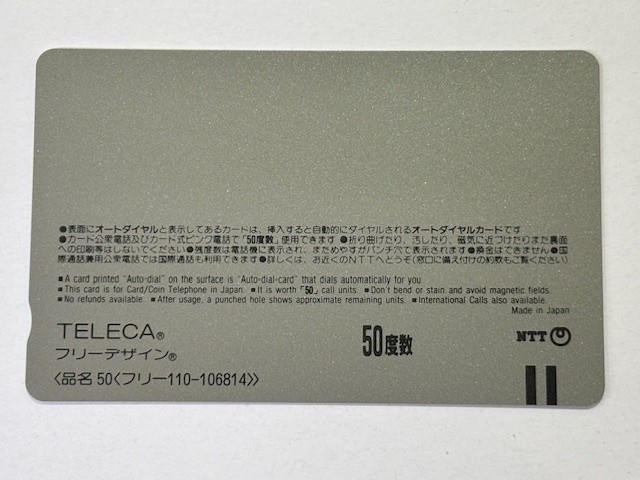 ●表面にオートダイヤルと表示してあるカードは、挿入すると自動的にダイヤルされるオートダイヤルカードです
●カード公衆電話及びカード式ピンク電話で「50度数」使用できます ●折り曲げたり、汚したり、磁気に近づけたりまた裏面
への印刷等はしないでください ●残度数は電話機に表示され、まためやすがパンチ穴で表示されます ●換金はできません ●国
際通話兼用公衆電話では国際通話も利用できます ●詳しくは、お近くのNTTへどうぞ（窓口に備え付けの約款もご覧ください）
■ A card printed “Auto-dial” on the surface is “Auto-dial-card” that dials automatically for you.
■ This card is for Card/Coin Telephone in Japan. ■ It is worth「50」call units. ■ Don't bend or stain and avoid magnetic fields.
■ No refunds available. ■ After usage, a punched hole shows approximate remaining units. ■ International Calls also available.
Made in Japan
TELECA®
フリーデザイン®
50度数
NTT
〈品名 50〈フリー110-106814〉〉